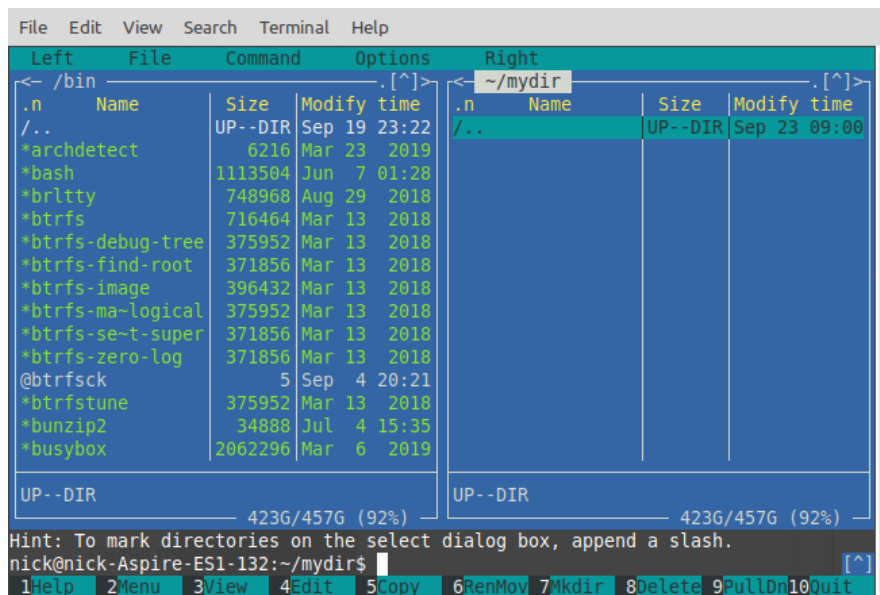 File Edit View Search Terminal Help
Left File Command Options Right
<─ /bin ─.[^]> <─ ~/mydir ─.[^]>
.n Name Size Modify time .n Name Size Modify time
/.. UP--DIR Sep 19 23:22 /.. UP--DIR Sep 23 09:00
*archdetect 6216 Mar 23 2019
*bash 1113504 Jun 7 01:28
*brltty 748968 Aug 29 2018
*btrfs 716464 Mar 13 2018
*btrfs-debug-tree 375952 Mar 13 2018
*btrfs-find-root 371856 Mar 13 2018
*btrfs-image 396432 Mar 13 2018
*btrfs-ma~logical 375952 Mar 13 2018
*btrfs-se~t-super 371856 Mar 13 2018
*btrfs-zero-log 371856 Mar 13 2018
@btrfsck 5 Sep 4 20:21
*btrfstune 375952 Mar 13 2018
*bunzip2 34888 Jul 4 15:35
*busybox 2062296 Mar 6 2019
UP--DIR UP--DIR
423G/457G (92%) 423G/457G (92%)
Hint: To mark directories on the select dialog box, append a slash.
nick@nick-Aspire-ES1-132:~/mydir$ [^]
1Help 2Menu 3View 4Edit 5Copy 6RenMov 7Mkdir 8Delete 9PullDn 10Quit